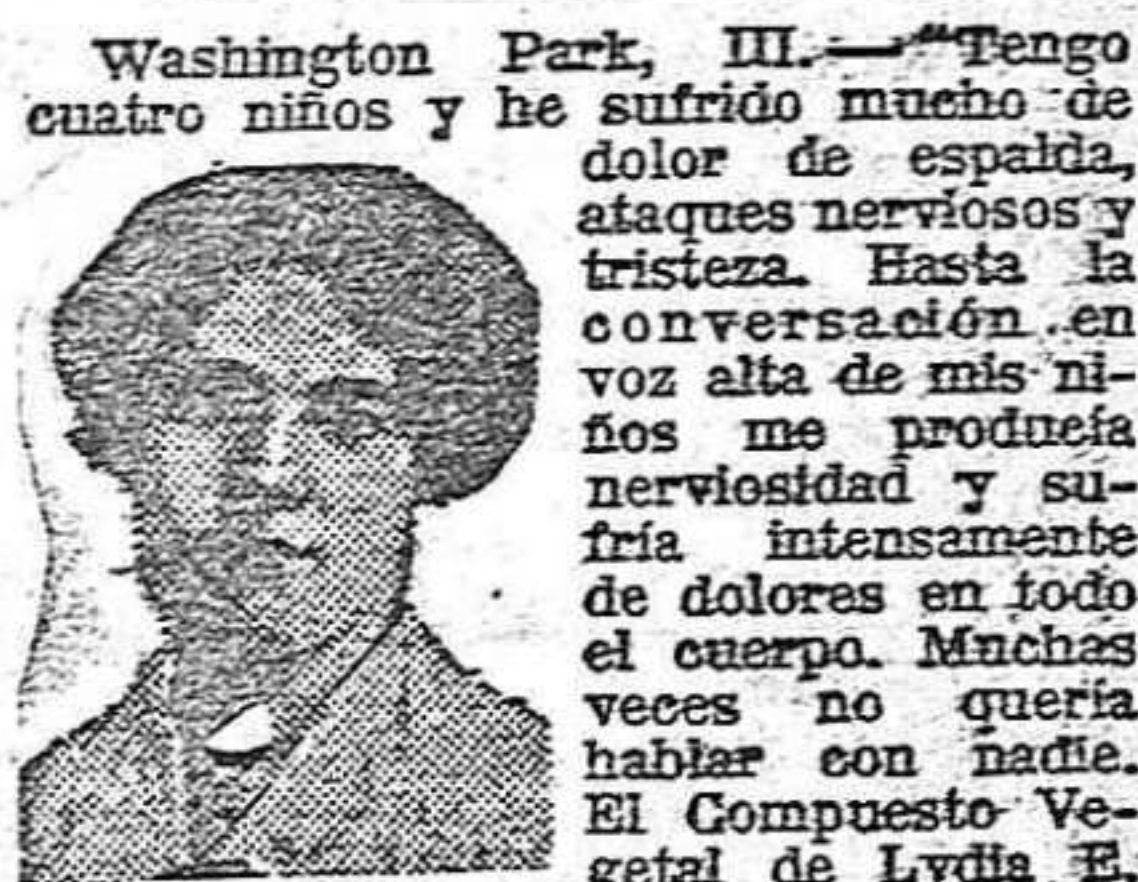 Washington Park, Ill.—"Tengo
cuatro niños y he sufrido mucho de
dolor de espalda,
ataques nerviosos y
tristeza. Hasta la
conversación en
voz alta de mis ni-
ños me producía
nerviosidad y su-
fría intensamente
de dolores en todo
el cuerpo. Muchas
veces no quería
hablar con nadie.
El Compuesto Ve-
getal de Lydia E.